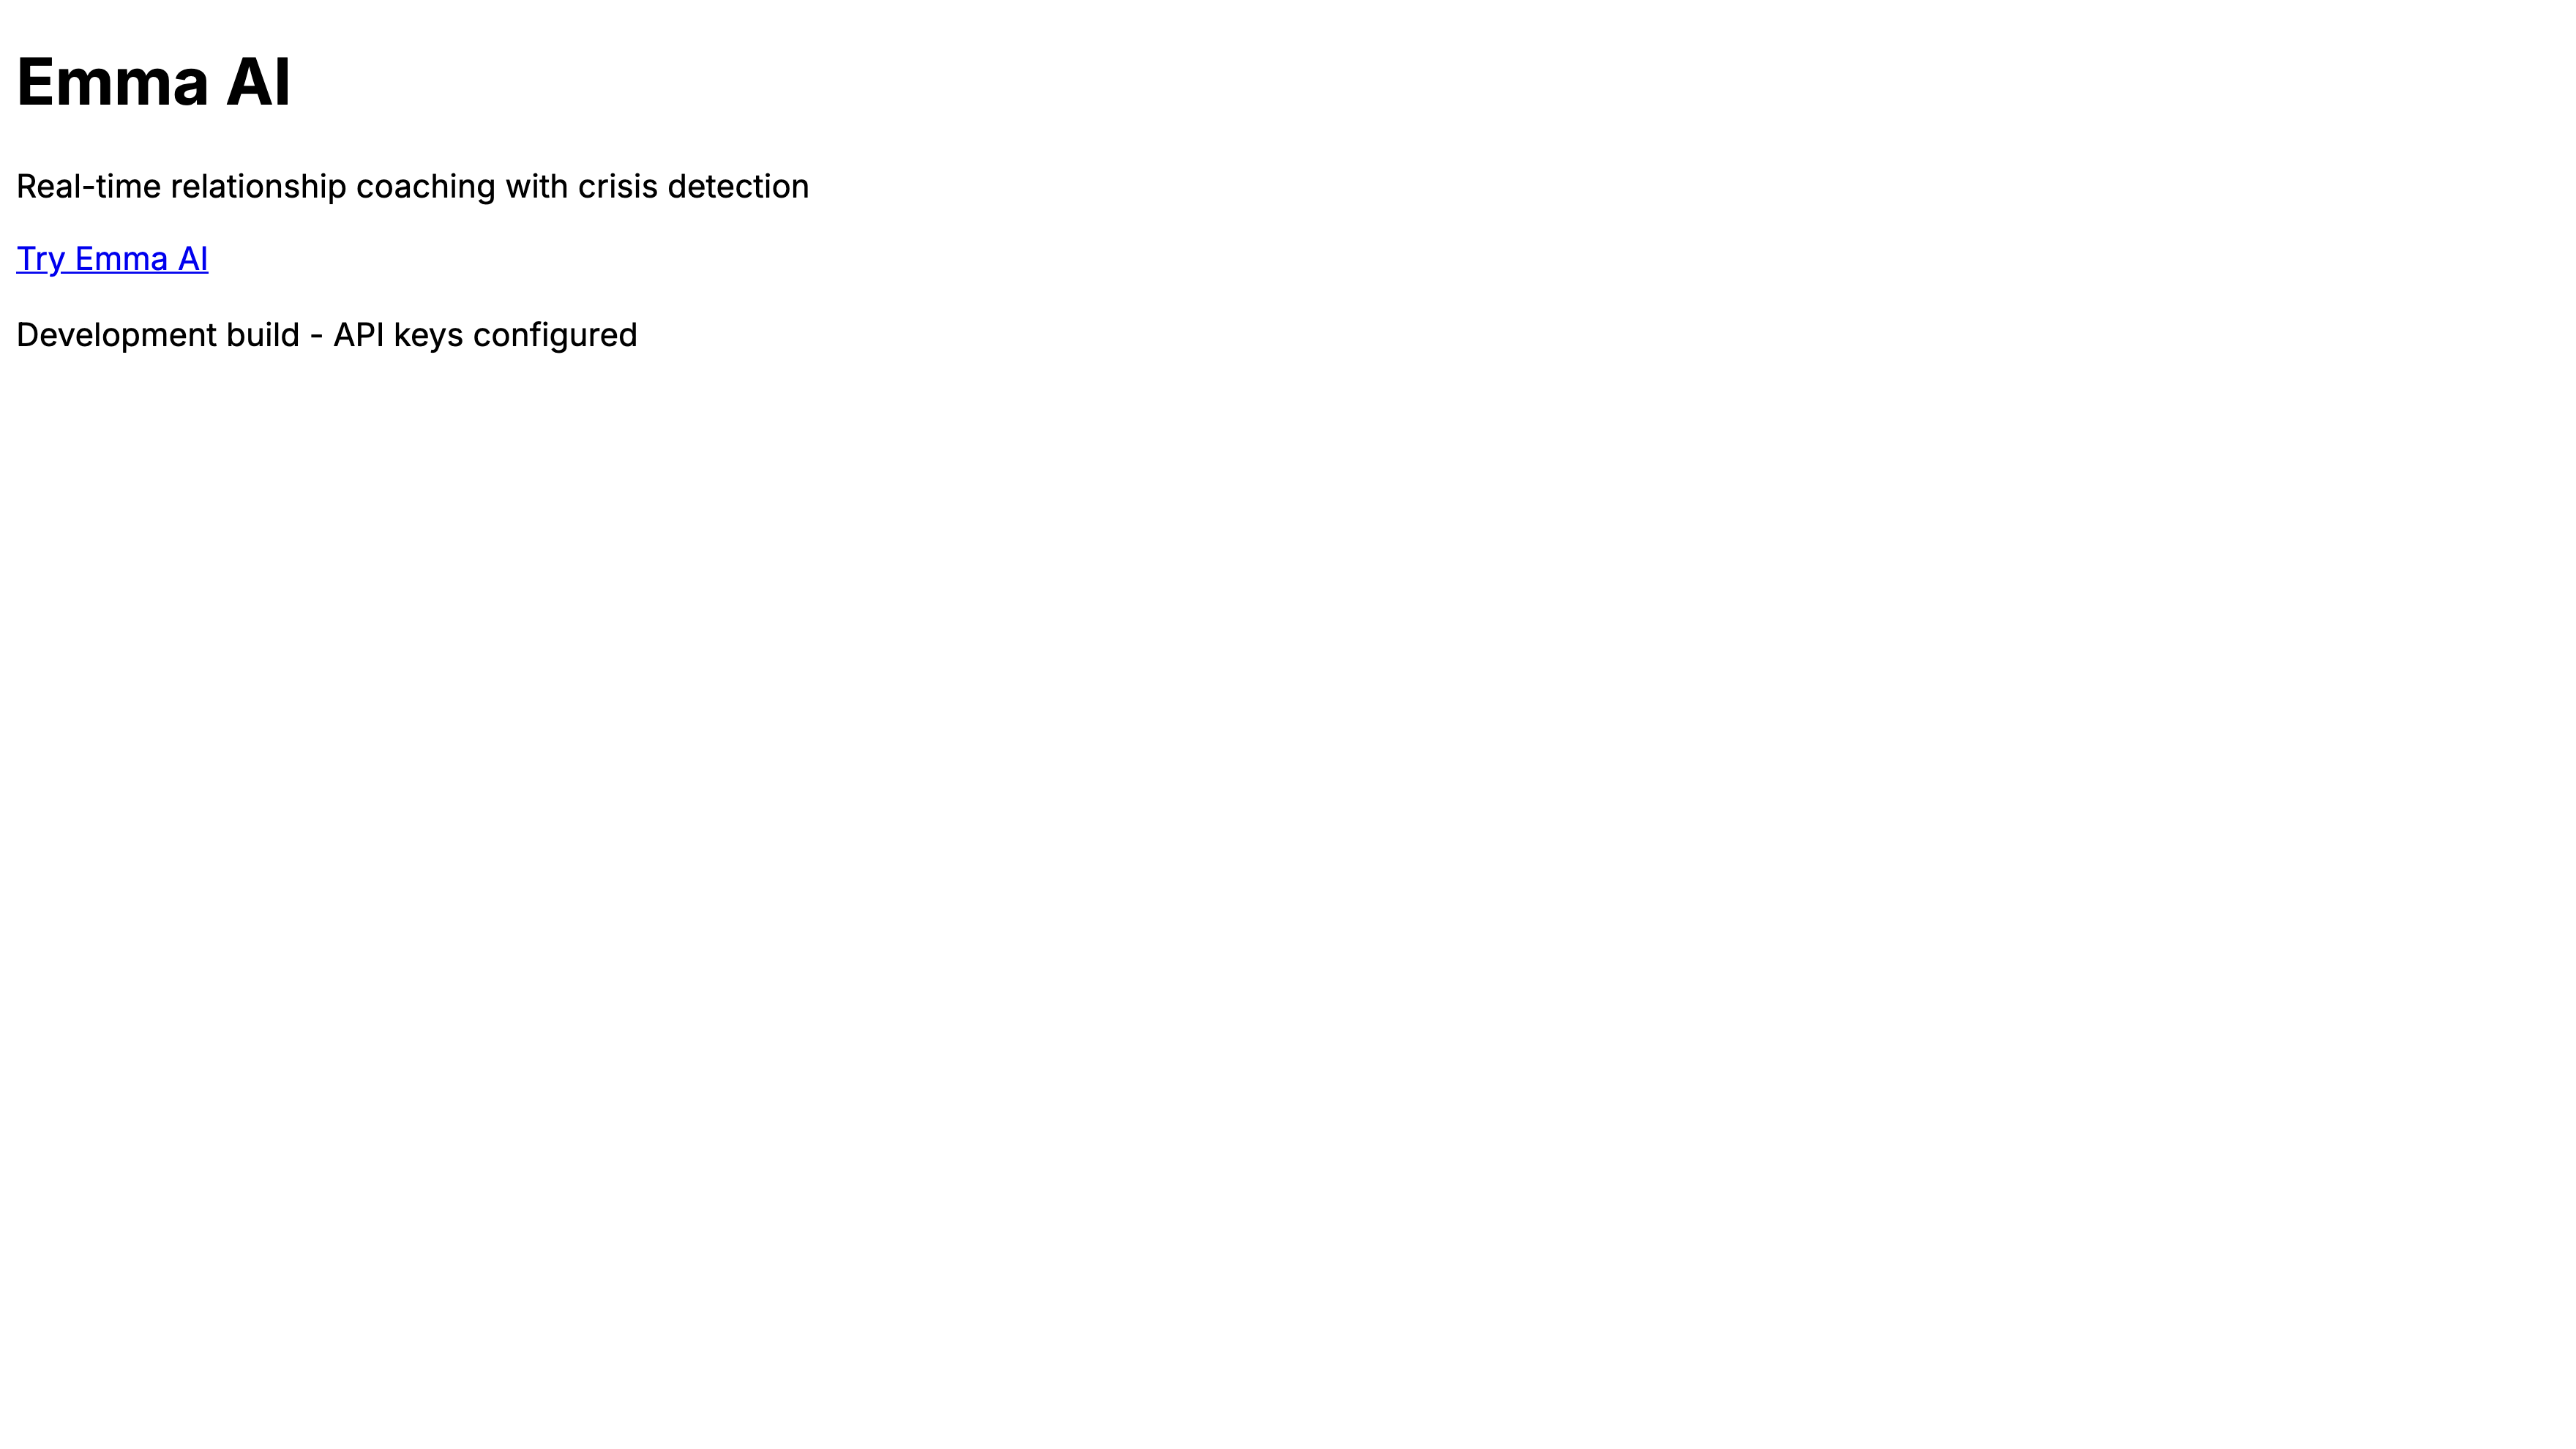 Emma AI
Real-time relationship coaching with crisis detection
Try Emma AI
Development build - API keys configured